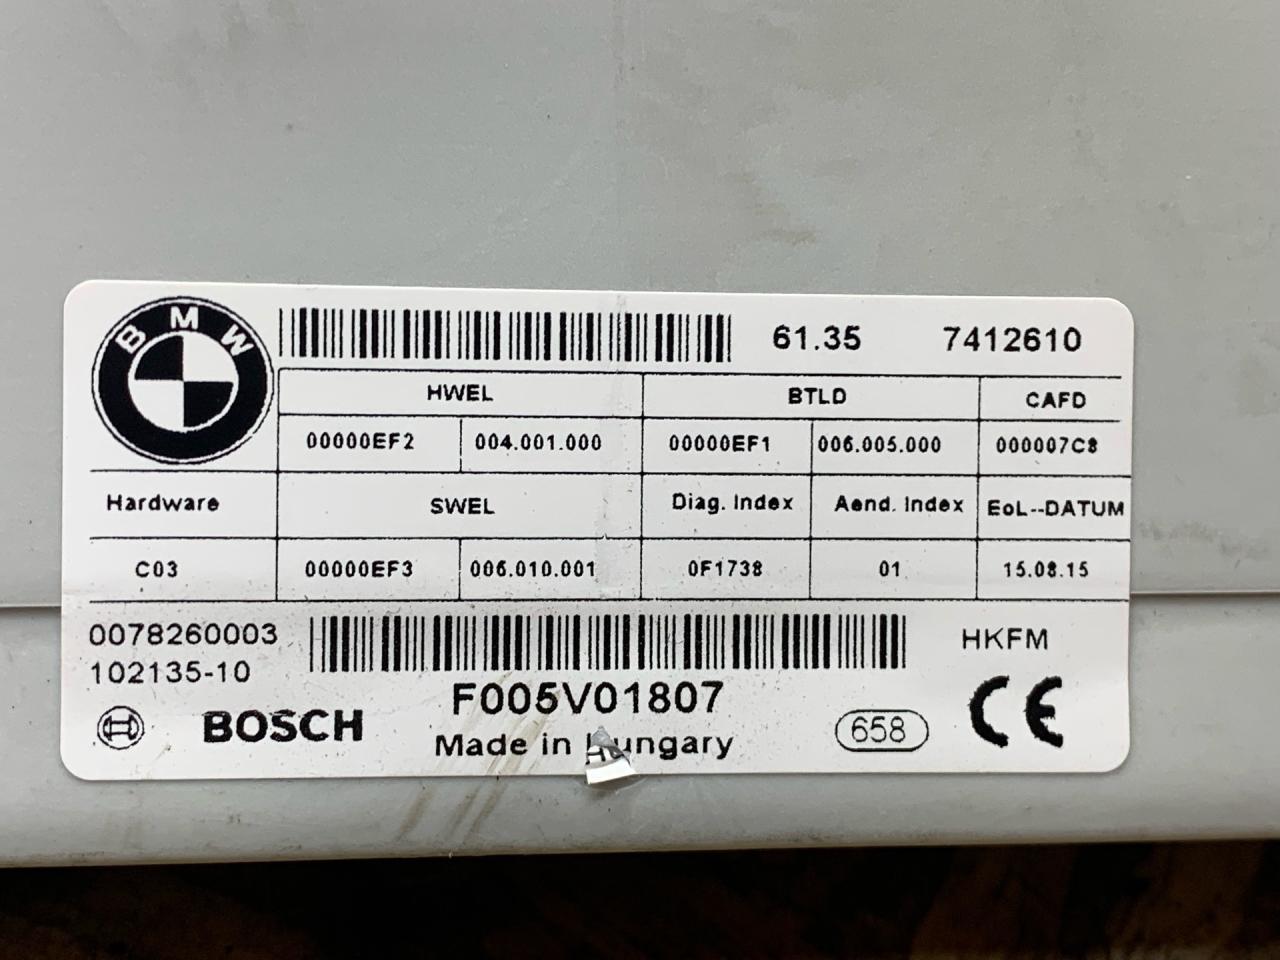 BMW
61.35 7412610
HWEL BTLD CAFD
00000EF2 004.001.000 00000EF1 006.005.000 000007C8
Hardware SWEL Diag. Index Aend. Index EoL--DATUM
C03 00000EF3 006.010.001 0F1738 01 15.08.15
0078260003 HKFM
102135-10
F005V01807
BOSCH 658 CE
Made in Hungary